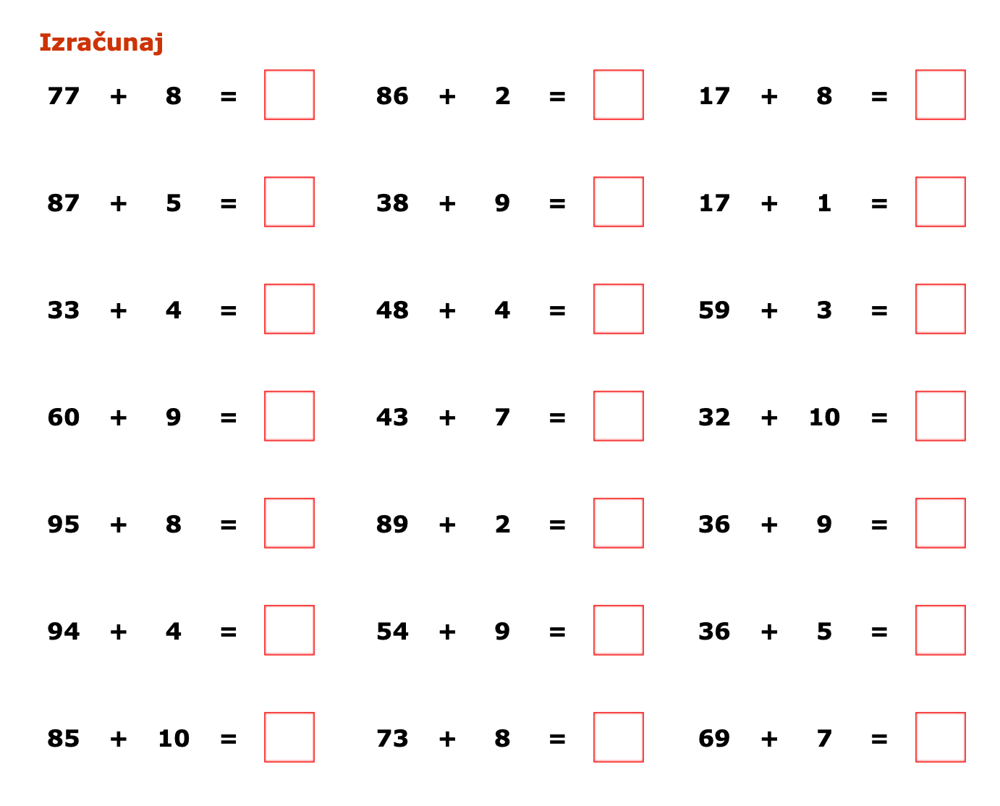 Izračunaj
77 + 8 = 86 + 2 = 17 + 8 =
87 + 5 = 38 + 9 = 17 + 1 =
33 + 4 = 48 + 4 = 59 + 3 =
60 + 9 = 43 + 7 = 32 + 10 =
95 + 8 = 89 + 2 = 36 + 9 =
94 + 4 = 54 + 9 = 36 + 5 =
85 + 10 = 73 + 8 = 69 + 7 =